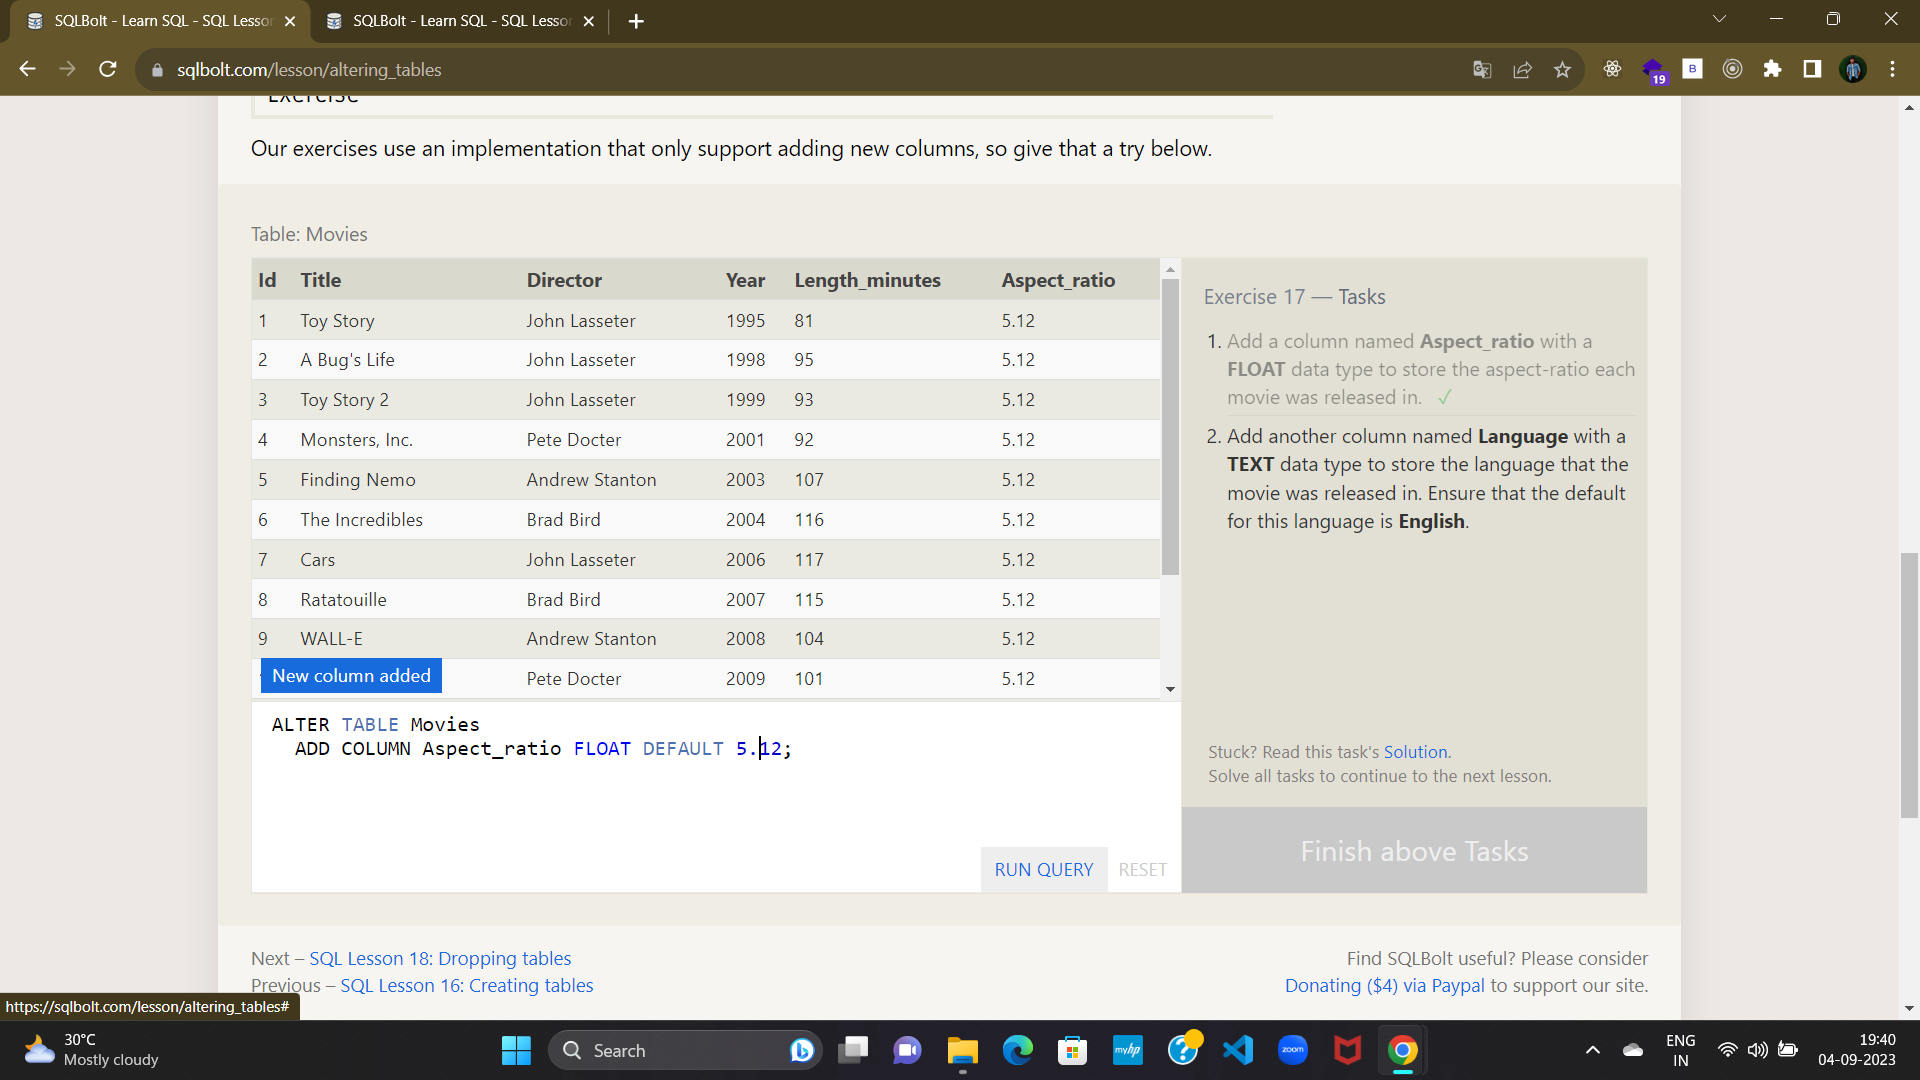 SQLBolt - Learn SQL - SQL Lesso
SQLBolt - Learn SQL - SQL Lesso
sqlbolt.com/lesson/altering_tables
19
B
Exercise
Our exercises use an implementation that only support adding new columns, so give that a try below.
Table: Movies
Id Title Director Year Length_minutes Aspect_ratio
1 Toy Story John Lasseter 1995 81 5.12
2 A Bug's Life John Lasseter 1998 95 5.12
3 Toy Story 2 John Lasseter 1999 93 5.12
4 Monsters, Inc. Pete Docter 2001 92 5.12
5 Finding Nemo Andrew Stanton 2003 107 5.12
6 The Incredibles Brad Bird 2004 116 5.12
7 Cars John Lasseter 2006 117 5.12
8 Ratatouille Brad Bird 2007 115 5.12
9 WALL-E Andrew Stanton 2008 104 5.12
Pete Docter 2009 101 5.12
New column added
ALTER TABLE Movies
ADD COLUMN Aspect_ratio FLOAT DEFAULT 5.12;
RUN QUERY RESET
Exercise 17 — Tasks
1. Add a column named Aspect_ratio with a
FLOAT data type to store the aspect-ratio each
movie was released in. ✓
2. Add another column named Language with a
TEXT data type to store the language that the
movie was released in. Ensure that the default
for this language is English.
Stuck? Read this task's Solution.
Solve all tasks to continue to the next lesson.
Finish above Tasks
Next – SQL Lesson 18: Dropping tables
Previous – SQL Lesson 16: Creating tables
Find SQLBolt useful? Please consider
Donating ($4) via Paypal to support our site.
https://sqlbolt.com/lesson/altering_tables#
30°C
Mostly cloudy
Search
myhp
zoom
ENG
IN
19:40
04-09-2023